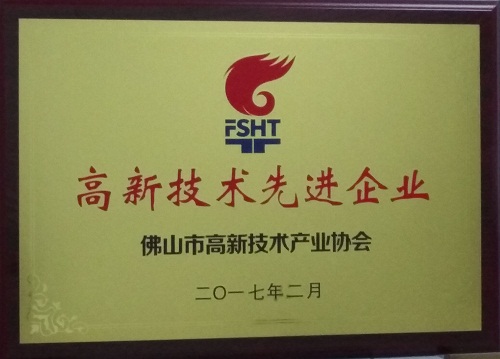 FSHT
高新技术先进企业
佛山市高新技术产业协会
二〇一七年二月